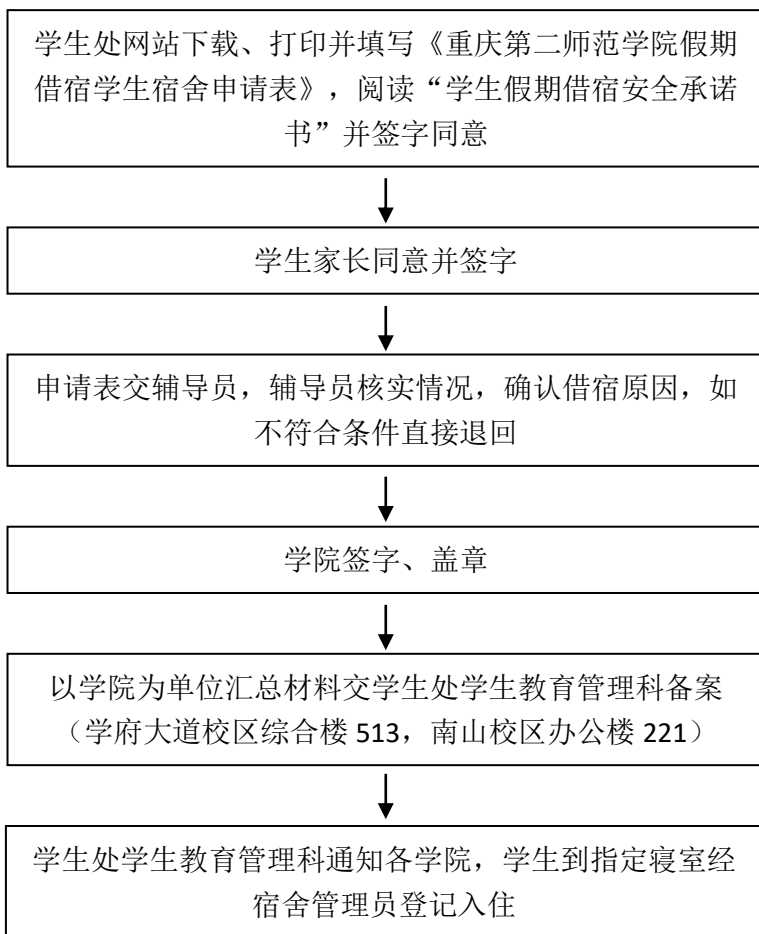 学生处网站下载、打印并填写《重庆第二师范学院假期
借宿学生宿舍申请表》，阅读“学生假期借宿安全承诺
书”并签字同意
学生家长同意并签字
申请表交辅导员，辅导员核实情况，确认借宿原因，如
不符合条件直接退回
学院签字、盖章
以学院为单位汇总材料交学生处学生教育管理科备案
（学府大道校区综合楼 513，南山校区办公楼 221）
学生处学生教育管理科通知各学院，学生到指定寝室经
宿舍管理员登记入住